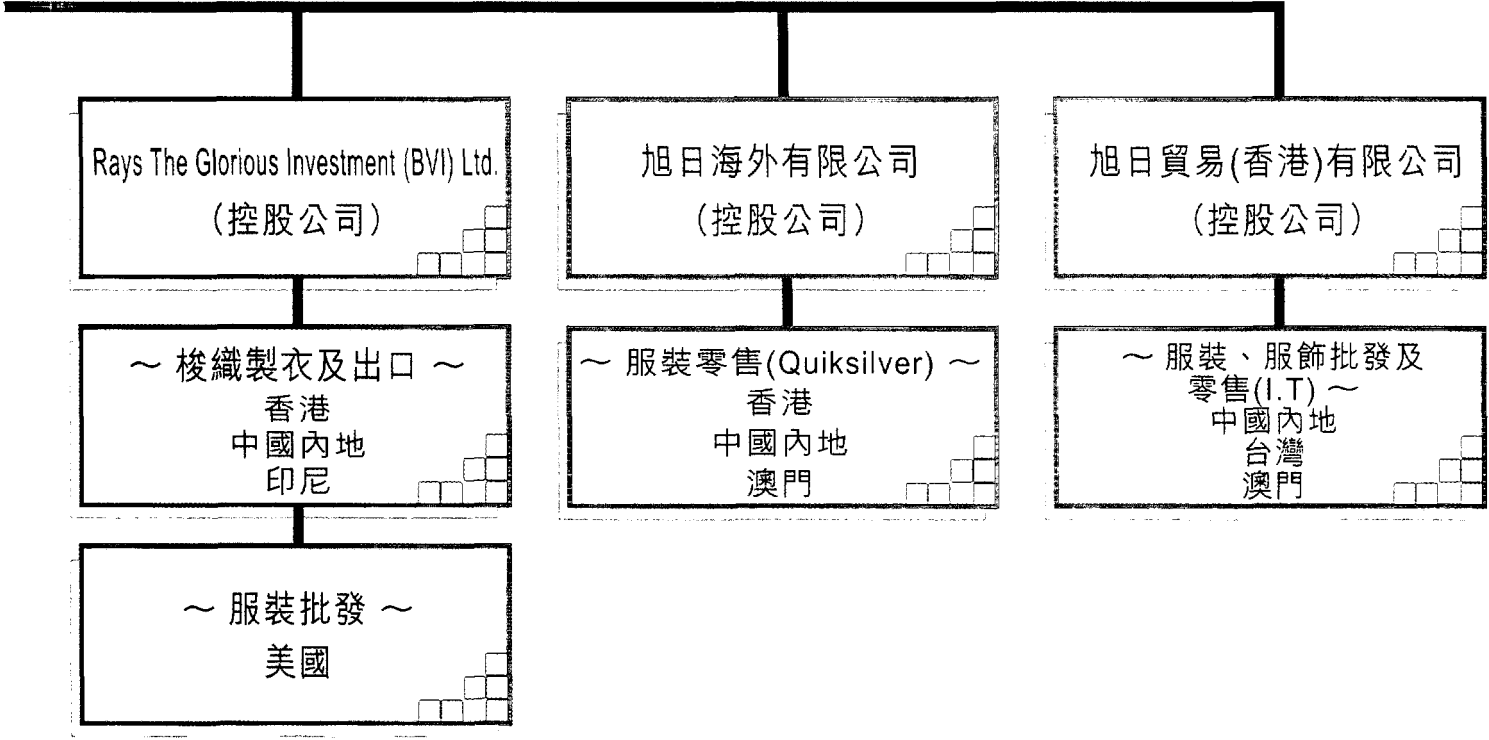 Rays The Glorious Investment (BVI) Ltd.
(控股公司)
～ 梭織製衣及出口 ～
香港
中國內地
印尼
～ 服裝批發 ～
美國
旭日海外有限公司
(控股公司)
～ 服裝零售(Quiksilver) ～
香港
中國內地
澳門
旭日貿易(香港)有限公司
(控股公司)
～ 服裝、服飾批發及
零售(I.T) ～
中國內地
台灣
澳門